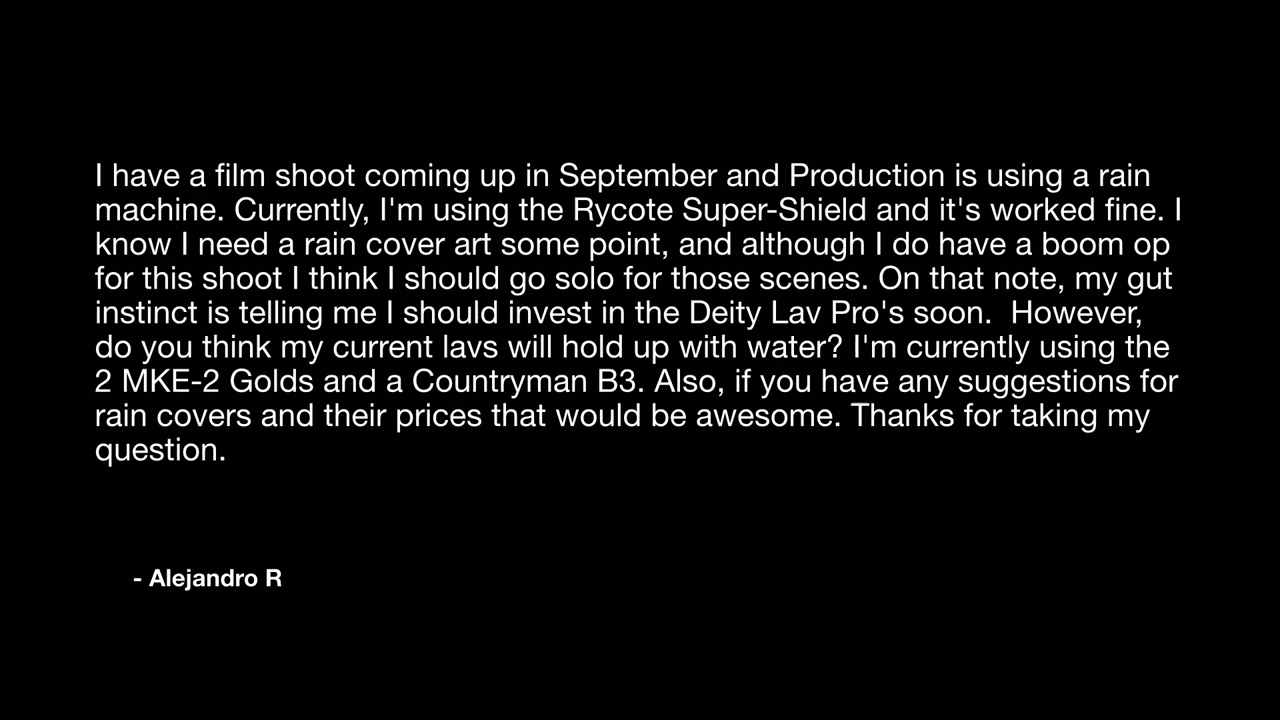 I have a film shoot coming up in September and Production is using a rain
machine. Currently, I'm using the Rycote Super-Shield and it's worked fine. I
know I need a rain cover art some point, and although I do have a boom op
for this shoot I think I should go solo for those scenes. On that note, my gut
instinct is telling me I should invest in the Deity Lav Pro's soon.  However,
do you think my current lavs will hold up with water? I'm currently using the
2 MKE-2 Golds and a Countryman B3. Also, if you have any suggestions for
rain covers and their prices that would be awesome. Thanks for taking my
question.
- Alejandro R